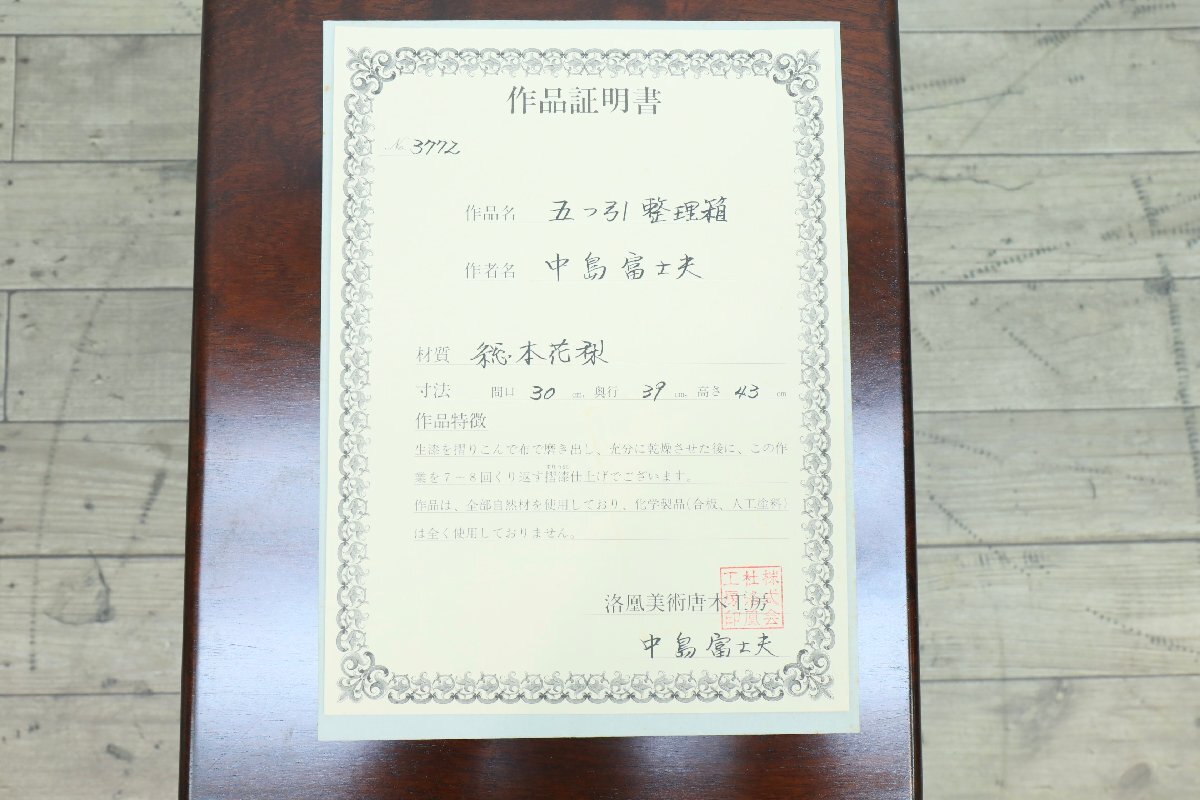 作品証明書
No. 3772
作品名 五つ引整理箱
作者名 中島富士夫
材質 総本花梨
寸法 間口 30 cm, 奥行 39 cm, 高さ 43 cm
作品特徴
生漆を摺りこんで布で磨き出し、充分に乾燥させた後に、この作
業を7~8回くり返す摺漆仕上げでございます。
作品は、全部自然材を使用しており、化学製品(合板、人工塗料)
は全く使用しておりません。
洛凰美術唐木工房
中島富士夫